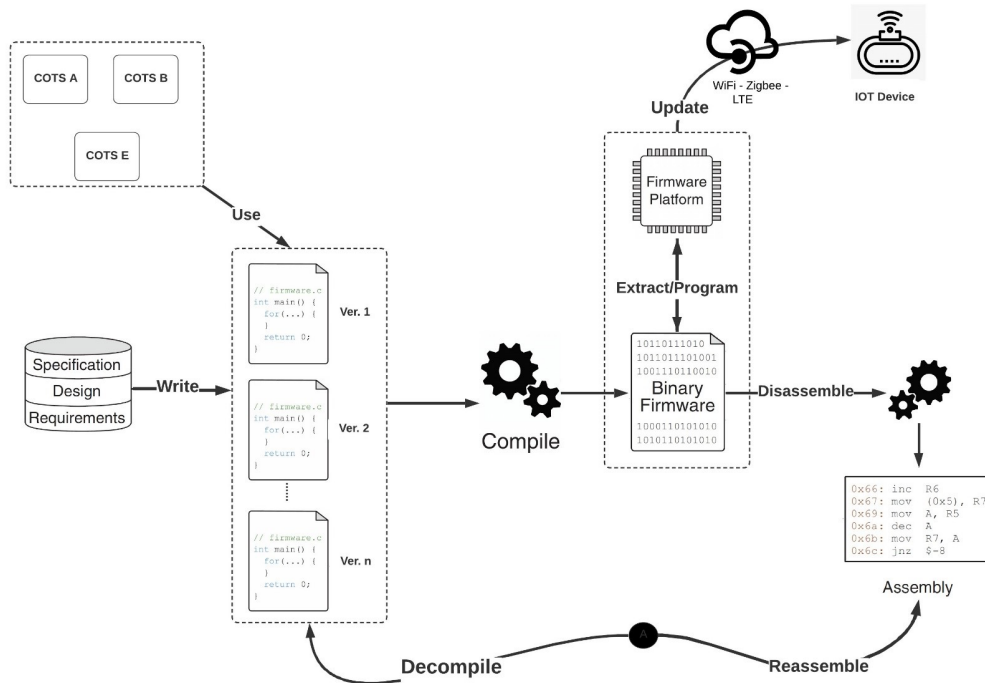 COTS A
COTS B
COTS E
Use
Specification
Design
Requirements
Write
// firmware.c
int main() {
for(...) {
}
return 0;
}
Ver. 1
// firmware.c
int main() {
for(...) {
}
return 0;
}
Ver. 2
// firmware.c
int main() {
for(...) {
}
return 0;
}
Ver. n
Compile
Update
WiFi - Zigbee -
LTE
IOT Device
Firmware
Platform
Extract/Program
10110111010
1011011101001
1001110110010
Binary
Firmware
1000110101010
1010110101010
Disassemble
0x66: inc R6
0x67: mov (0x5), R7
0x69: mov A, R5
0x6a: dec A
0x6b: mov R7, A
0x6c: jnz $-8
Assembly
Decompile
A
Reassemble